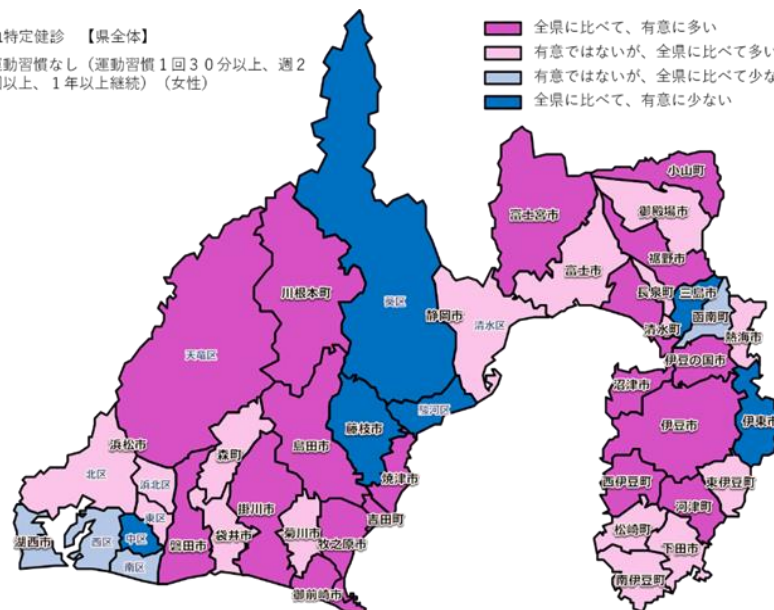 特定健診 【県全体】
運動習慣なし（運動習慣１回３０分以上、週２
回以上、１年以上継続）（女性）
全県に比べて、有意に多い
有意ではないが、全県に比べて多い
有意ではないが、全県に比べて少な
全県に比べて、有意に少ない
小山町
富士宮市
御殿場市
裾野市
富士市
長泉町
三島市
函南町
清水町
熱海市
伊豆の国市
沼津市
伊豆市
伊東市
西伊豆町
東伊豆町
河津町
松崎町
下田市
南伊豆町
川根本町
葵区
静岡市
清水区
駿河区
天竜区
藤枝市
島田市
焼津市
吉田町
浜松市
北区
浜北区
森町
東区
中区
西区
南区
湖西市
磐田市
袋井市
掛川市
菊川市
牧之原市
御前崎市